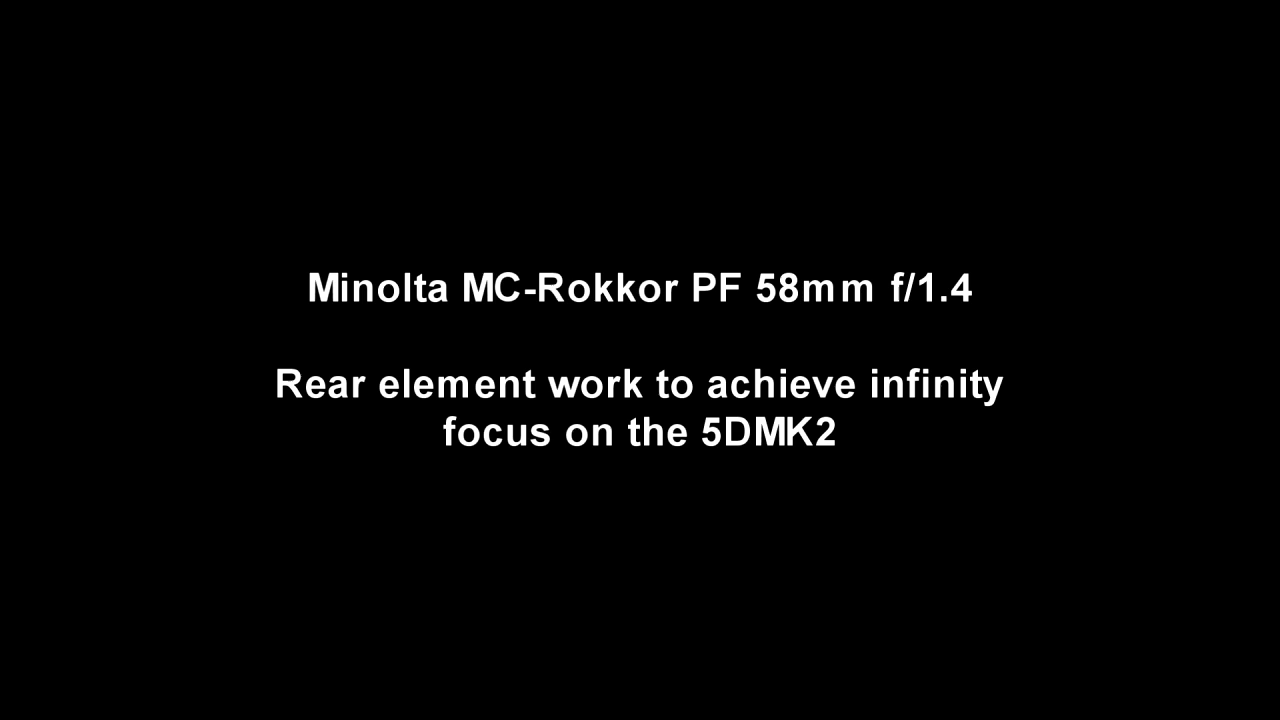 Minolta MC-Rokkor PF 58mm f/1.4
Rear element work to achieve infinity
focus on the 5DMK2